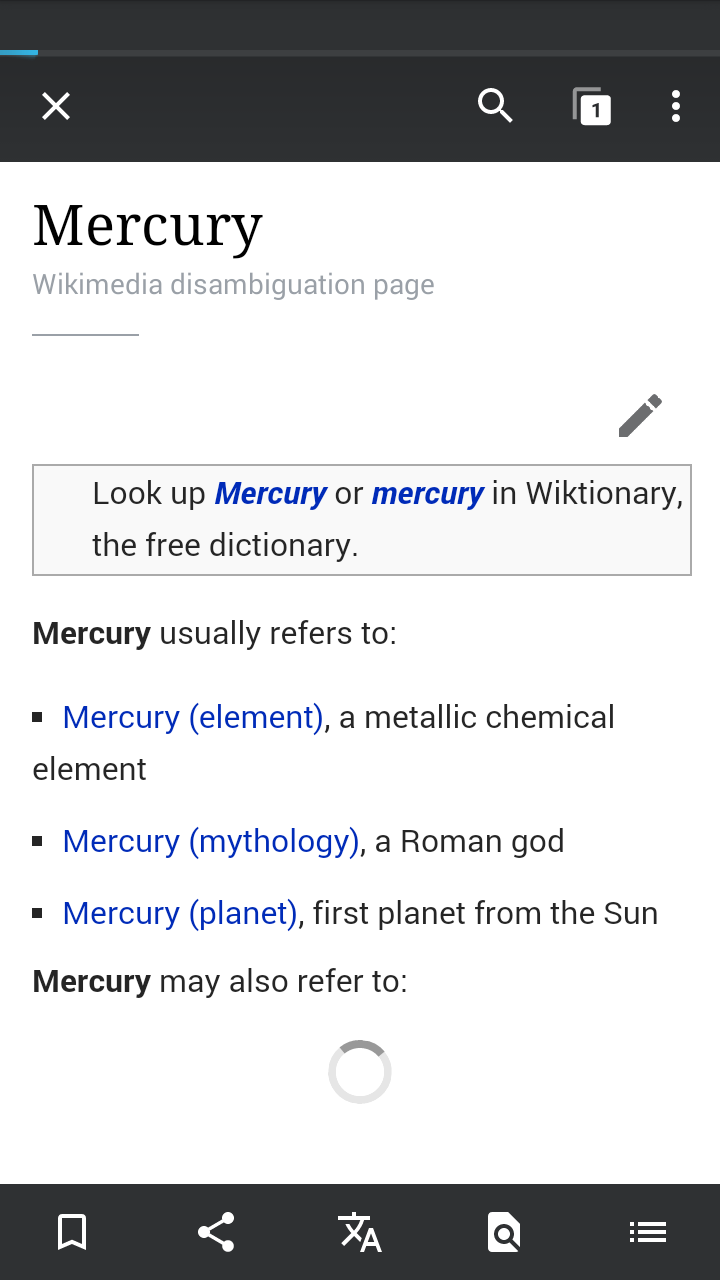 1
Mercury
Wikimedia disambiguation page
Look up Mercury or mercury in Wiktionary,
the free dictionary.
Mercury usually refers to:
Mercury (element), a metallic chemical
element
Mercury (mythology), a Roman god
Mercury (planet), first planet from the Sun
Mercury may also refer to: